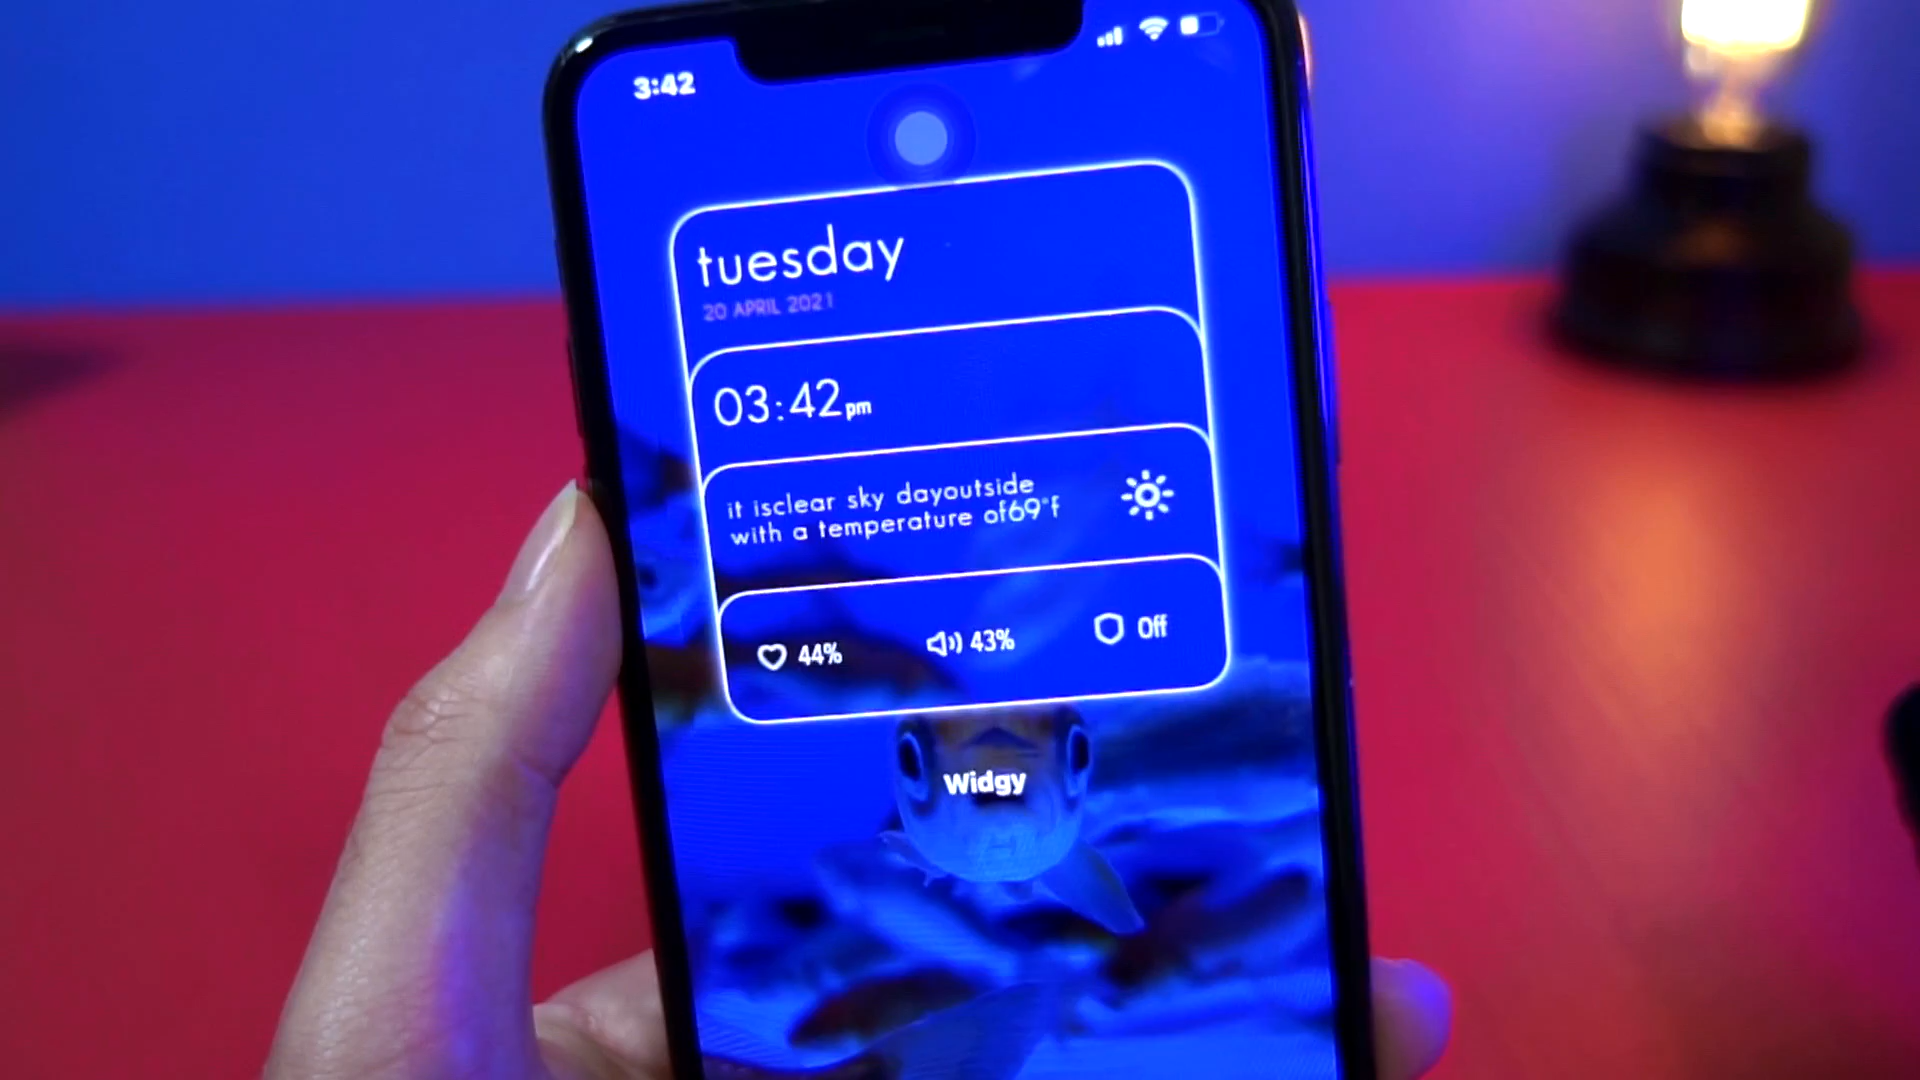 3:42
tuesday
20 APRIL 2021
03:42pm
it isclear sky dayoutside
with a temperature of69°f
44%
43%
Off
Widgy